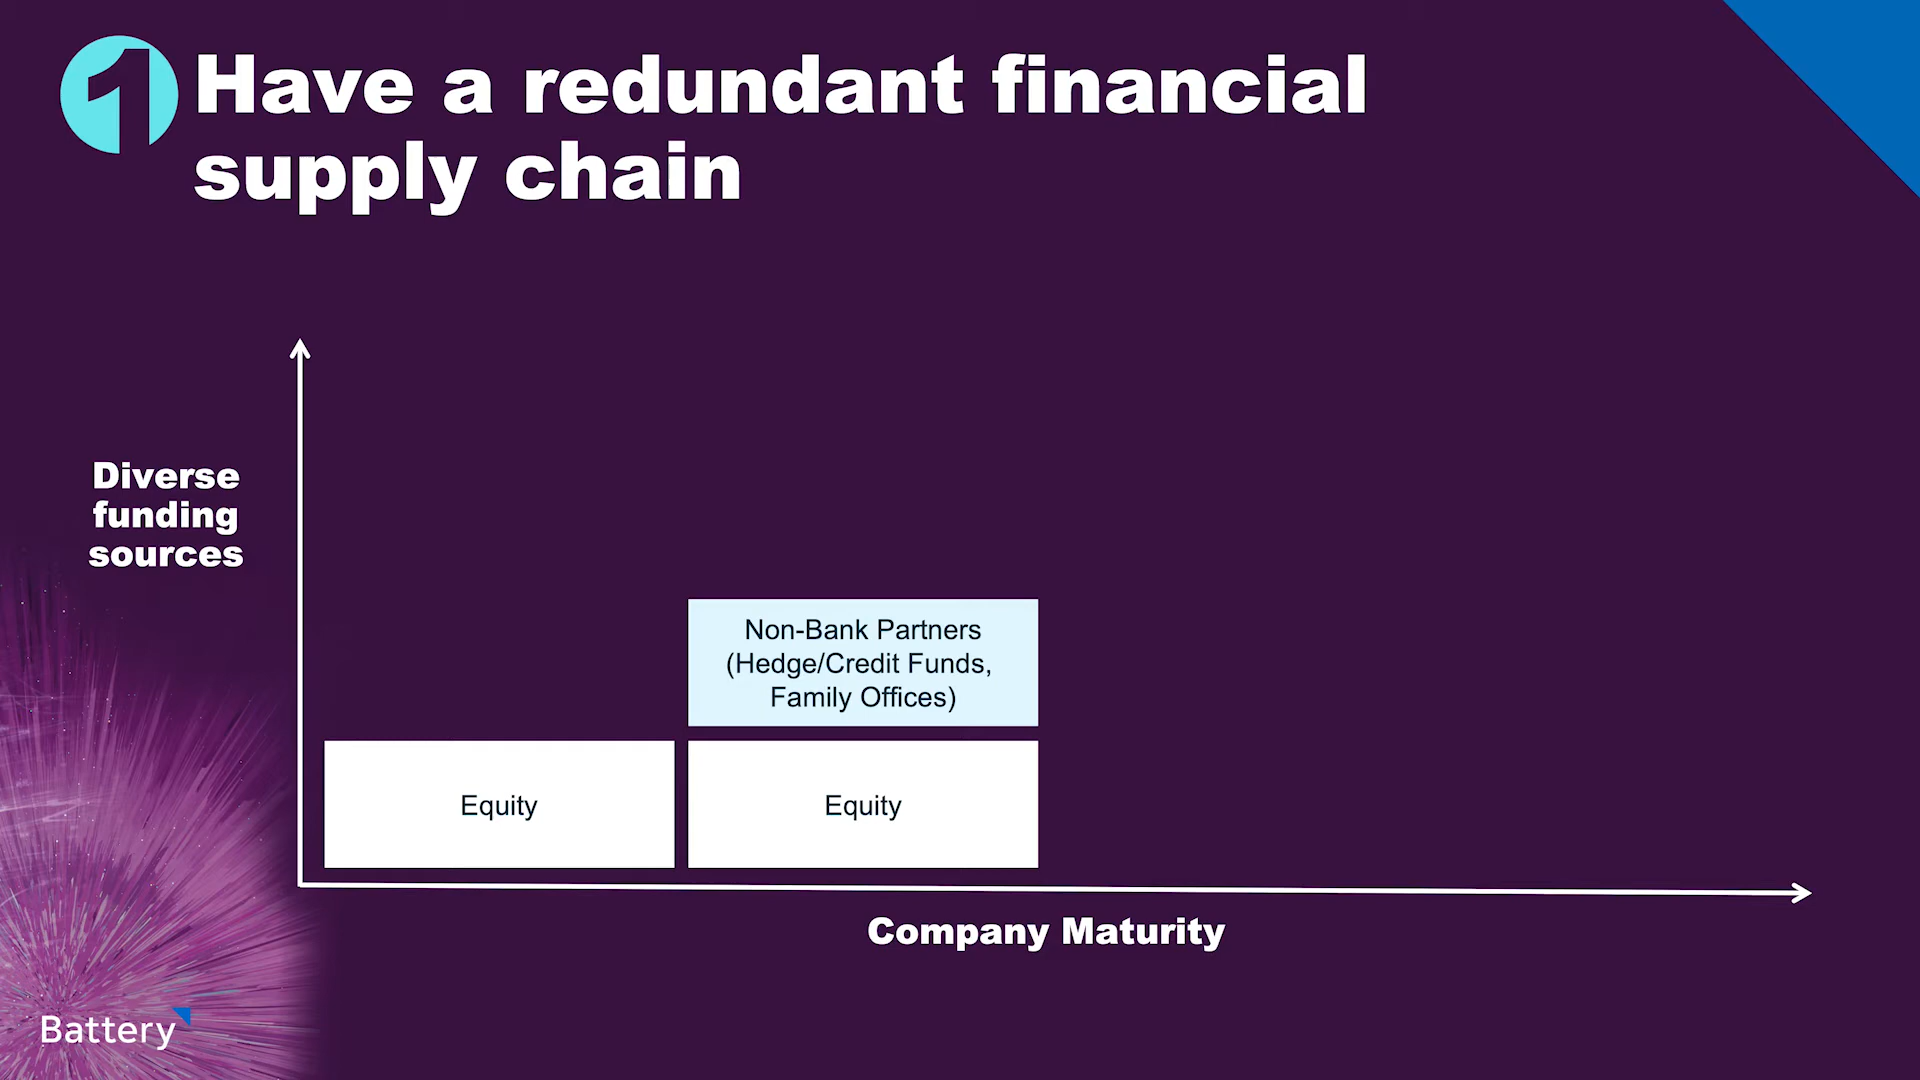 1
Have a redundant financial
supply chain
Diverse
funding
sources
Non-Bank Partners
(Hedge/Credit Funds,
Family Offices)
Equity
Equity
Company Maturity
Battery